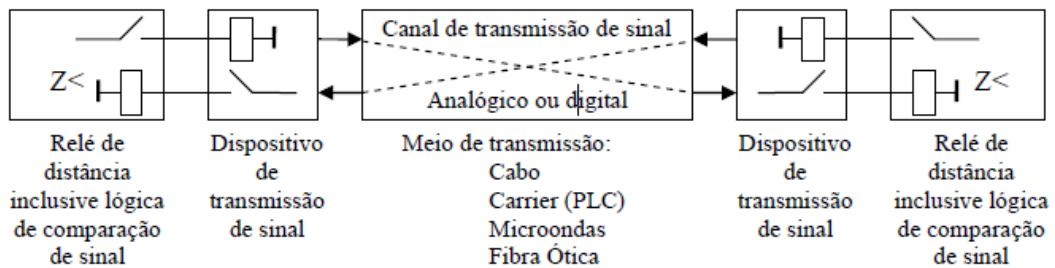 Canal de transmissão de sinal
Z<
Z<
Analógico ou digital
Relé de
distância
inclusive lógica
de comparação
de sinal
Dispositivo
de
transmissão
de sinal
Meio de transmissão:
Cabo
Carrier (PLC)
Microondas
Fibra Ótica
Dispositivo
de
transmissão
de sinal
Relé de
distância
inclusive lógica
de comparação
de sinal